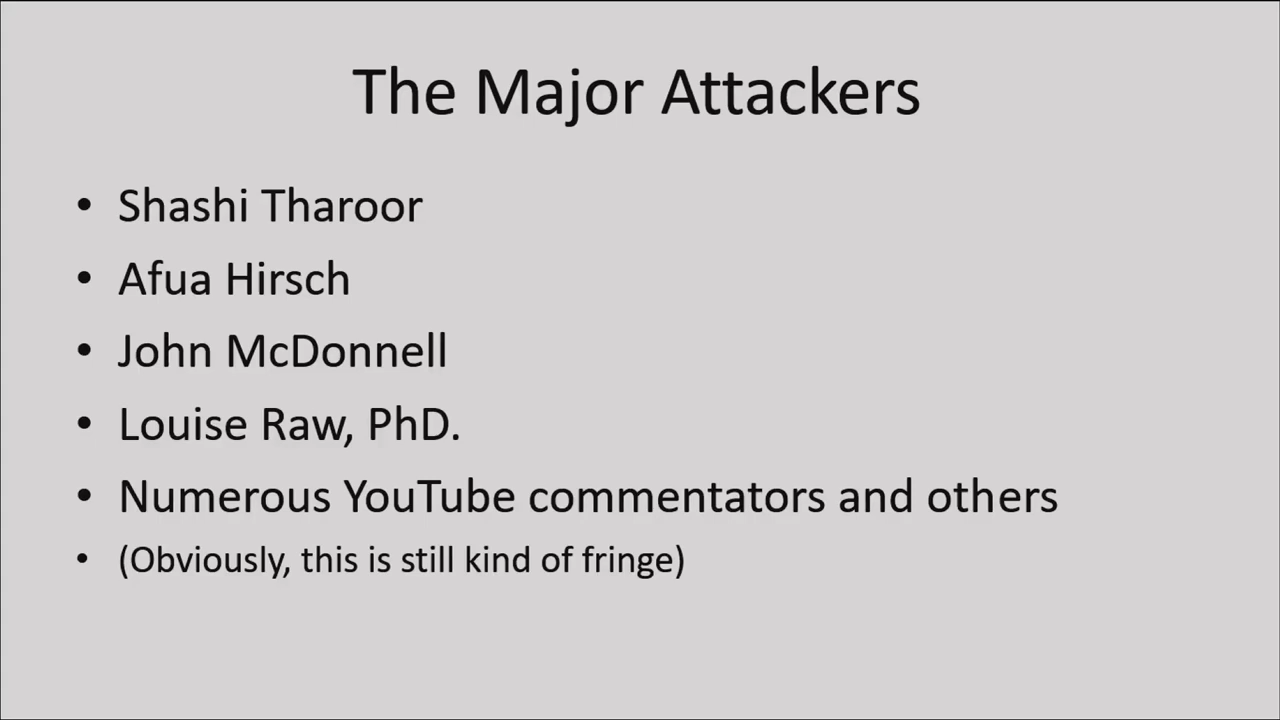 The Major Attackers
• Shashi Tharoor
• Afua Hirsch
• John McDonnell
• Louise Raw, PhD.
• Numerous YouTube commentators and others
• (Obviously, this is still kind of fringe)